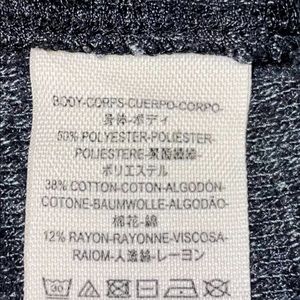 BODY-CORPS-CUERPO-CORPO-
身体-ボディ
50% POLYESTER-POLIESTER-
POLIESTERE-聚酯纖維-
ポリエステル
38% COTTON-COTON-ALGODÓN-
COTONE-BAUMWOLLE-ALGODÃO-
棉花-綿
12% RAYON-RAYONNE-VISCOSA-
RAIOM-人造絲-レーヨン